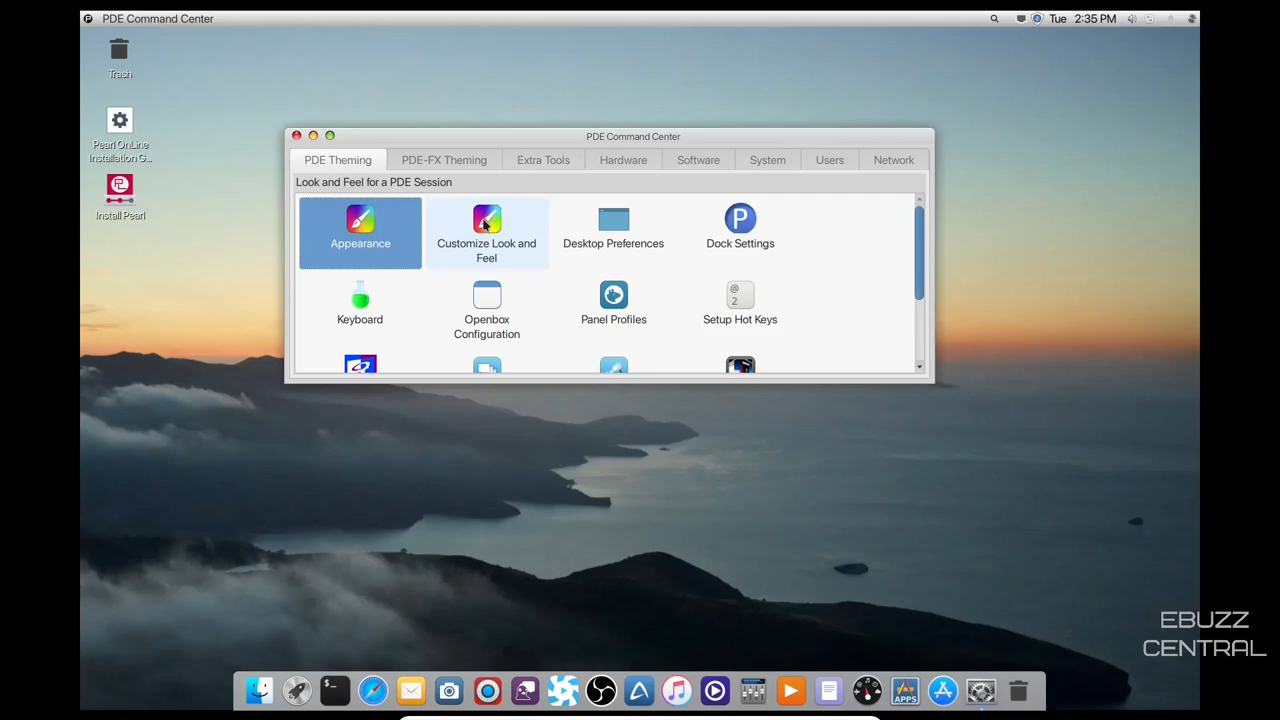 PDE Command Center
Tue 2:35 PM
Trash
Pearl OnLine
Installation G...
Install Pearl
PDE Command Center
PDE Theming
PDE-FX Theming
Extra Tools
Hardware
Software
System
Users
Network
Look and Feel for a PDE Session
Appearance
Customize Look and
Feel
Desktop Preferences
P
Dock Settings
Keyboard
Openbox
Configuration
Panel Profiles
@
2
Setup Hot Keys
$_
APPS
EBUZZ
CENTRAL